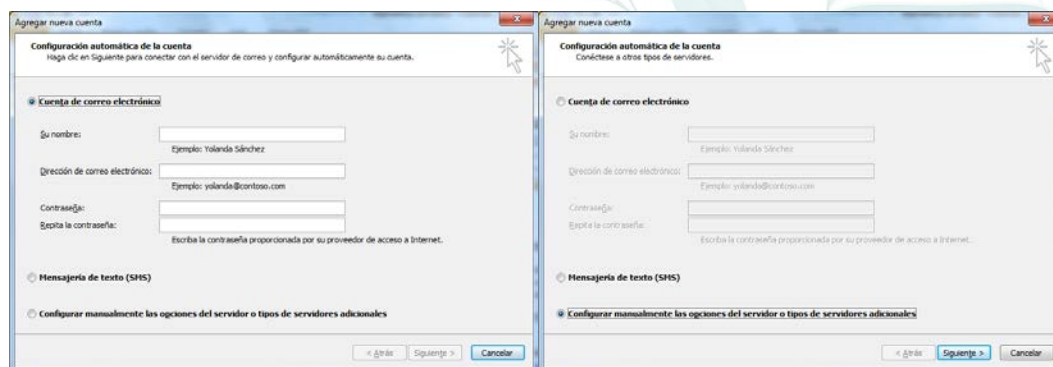 Agregar nueva cuenta
Configuración automática de la cuenta
Haga clic en Siguiente para conectar con el servidor de correo y configurar automáticamente su cuenta.
Cuenta de correo electrónico
Su nombre:
Ejemplo: Yolanda Sánchez
Dirección de correo electrónico:
Ejemplo: yolanda@contoso.com
Contraseña:
Repita la contraseña:
Escriba la contraseña proporcionada por su proveedor de acceso a Internet.
Mensajería de texto (SMS)
Configurar manualmente las opciones del servidor o tipos de servidores adicionales
< Atrás Siguiente > Cancelar
Agregar nueva cuenta
Configuración automática de la cuenta
Conéctese a otros tipos de servidores.
Cuenta de correo electrónico
Su nombre:
Ejemplo: Yolanda Sánchez
Dirección de correo electrónico:
Ejemplo: yolanda@contoso.com
Contraseña:
Repita la contraseña:
Escriba la contraseña proporcionada por su proveedor de acceso a Internet.
Mensajería de texto (SMS)
Configurar manualmente las opciones del servidor o tipos de servidores adicionales
< Atrás Siguiente > Cancelar